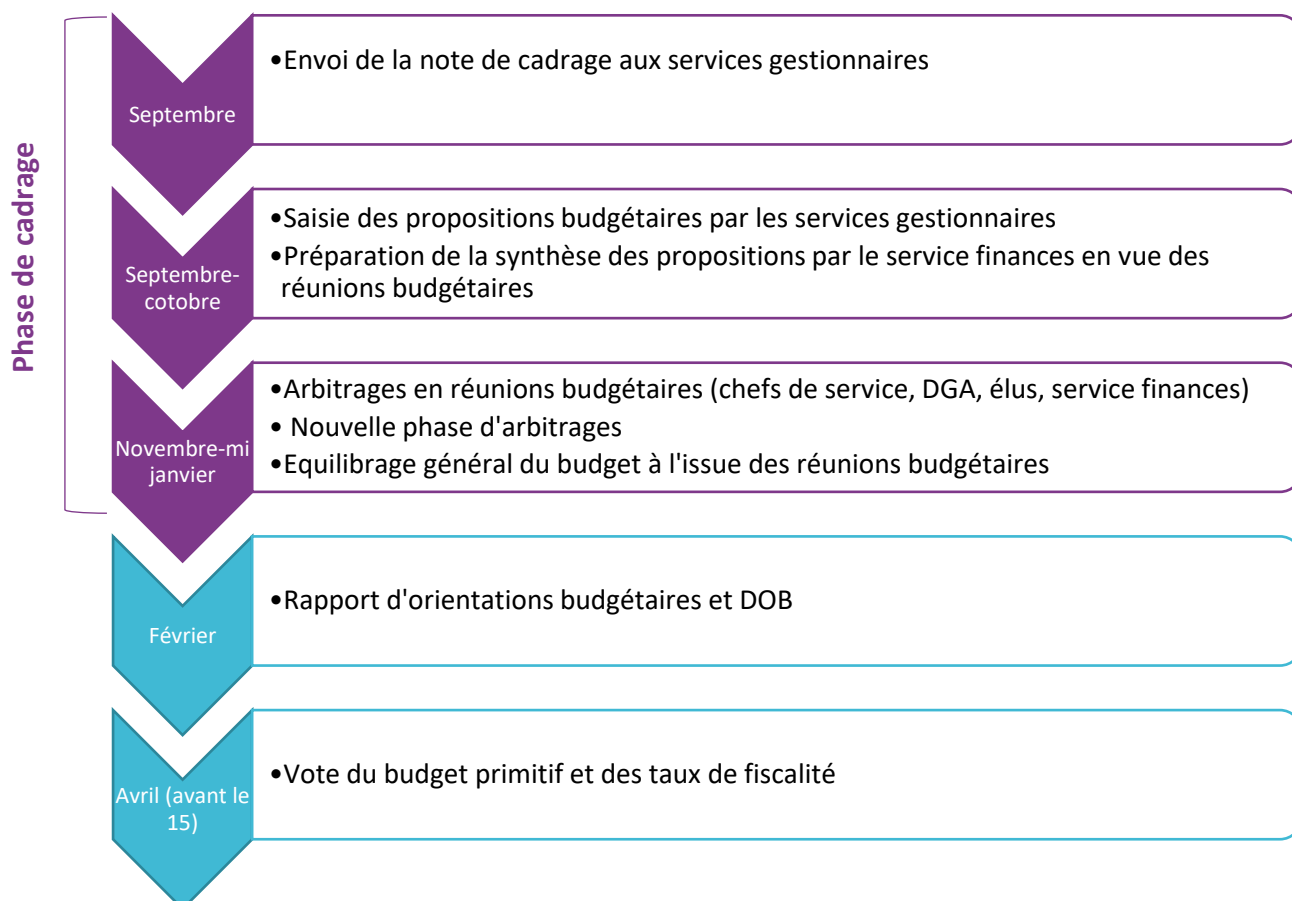 Phase de cadrage
Septembre
•Envoi de la note de cadrage aux services gestionnaires
Septembre-
cotobre
•Saisie des propositions budgétaires par les services gestionnaires
•Préparation de la synthèse des propositions par le service finances en vue des
réunions budgétaires
Novembre-mi
janvier
•Arbitrages en réunions budgétaires (chefs de service, DGA, élus, service finances)
• Nouvelle phase d'arbitrages
•Equilibrage général du budget à l'issue des réunions budgétaires
Février
•Rapport d'orientations budgétaires et DOB
Avril (avant le
15)
•Vote du budget primitif et des taux de fiscalité